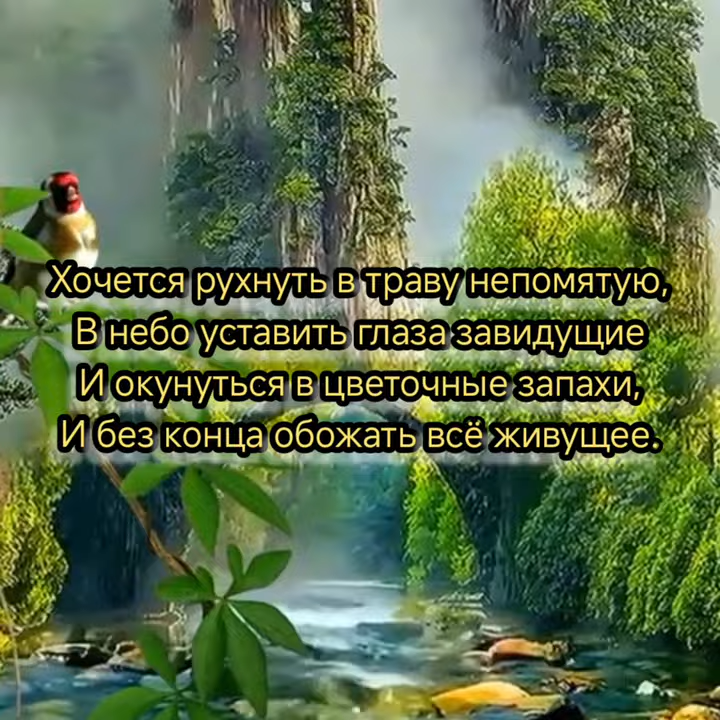 Хочется рухнуть в траву непомятую,
В небо уставить глаза завидущие
И окунуться в цветочные запахи,
И без конца обожать всё живущее.